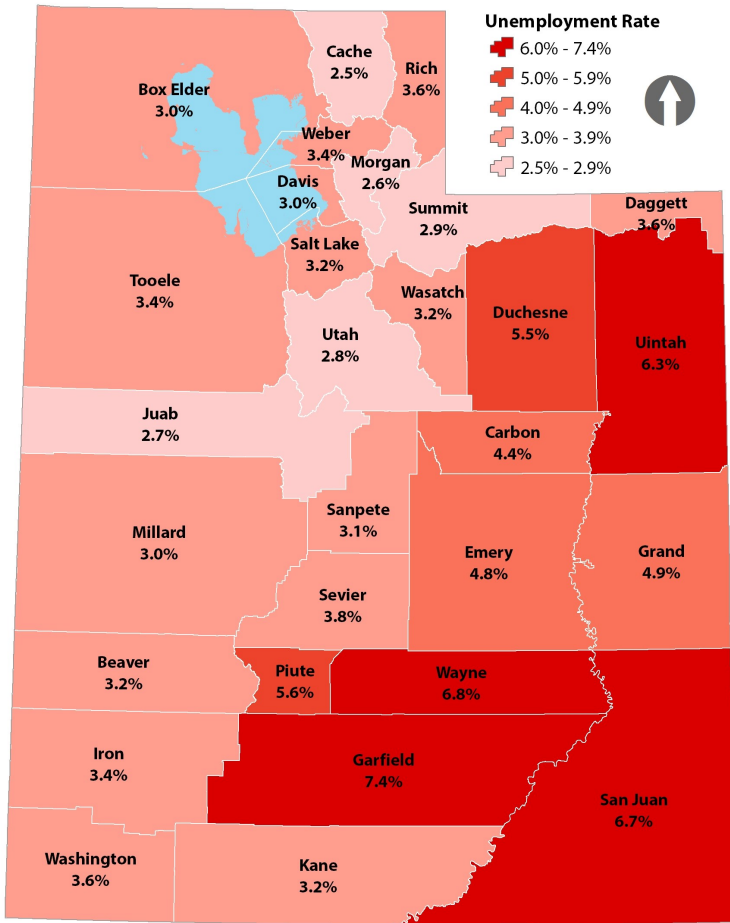 Unemployment Rate
6.0% - 7.4%
5.0% - 5.9%
4.0% - 4.9%
3.0% - 3.9%
2.5% - 2.9%
Cache
2.5%
Rich
3.6%
Box Elder
3.0%
Weber
3.4%
Morgan
2.6%
Davis
3.0%
Summit
2.9%
Daggett
3.6%
Salt Lake
3.2%
Tooele
3.4%
Wasatch
3.2%
Duchesne
5.5%
Uintah
6.3%
Utah
2.8%
Juab
2.7%
Carbon
4.4%
Sanpete
3.1%
Millard
3.0%
Emery
4.8%
Grand
4.9%
Sevier
3.8%
Beaver
3.2%
Piute
5.6%
Wayne
6.8%
Iron
3.4%
Garfield
7.4%
San Juan
6.7%
Washington
3.6%
Kane
3.2%